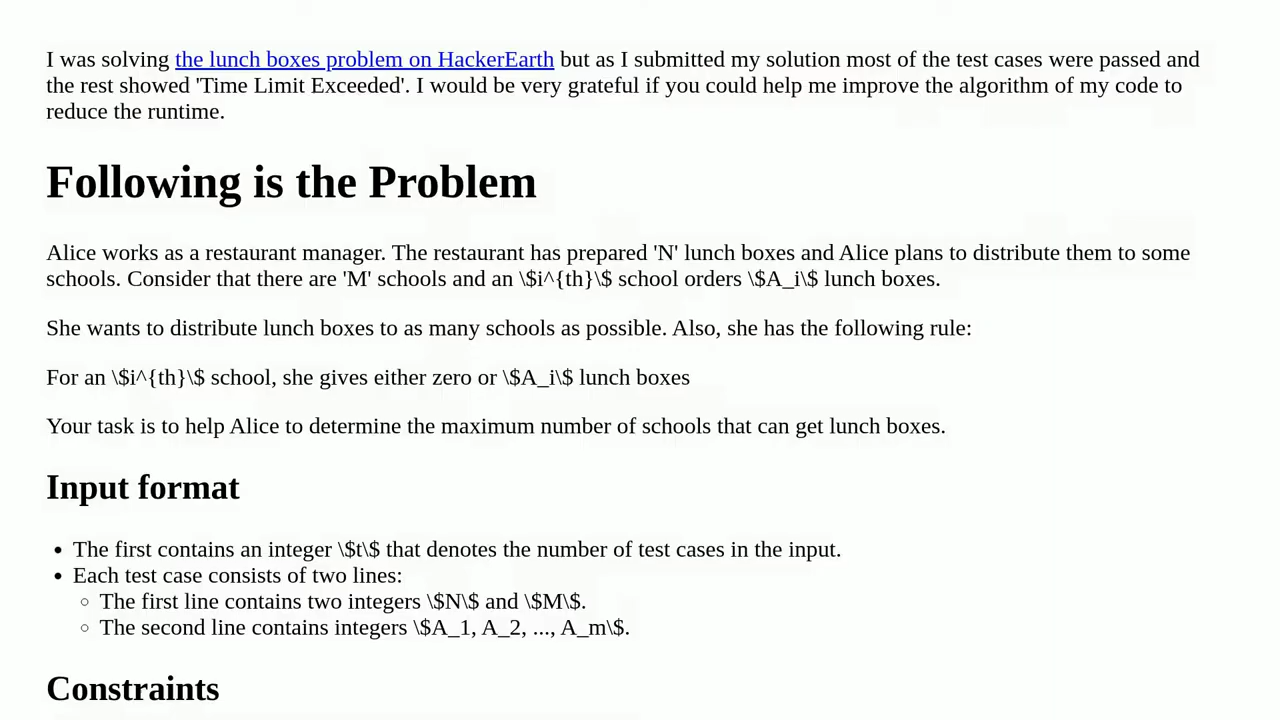 I was solving the lunch boxes problem on HackerEarth but as I submitted my solution most of the test cases were passed and
the rest showed 'Time Limit Exceeded'. I would be very grateful if you could help me improve the algorithm of my code to
reduce the runtime.
Following is the Problem
Alice works as a restaurant manager. The restaurant has prepared 'N' lunch boxes and Alice plans to distribute them to some
schools. Consider that there are 'M' schools and an \$i^{th}\$ school orders \$A_i\$ lunch boxes.
She wants to distribute lunch boxes to as many schools as possible. Also, she has the following rule:
For an \$i^{th}\$ school, she gives either zero or \$A_i\$ lunch boxes
Your task is to help Alice to determine the maximum number of schools that can get lunch boxes.
Input format
• The first contains an integer \$t\$ that denotes the number of test cases in the input.
• Each test case consists of two lines:
◦ The first line contains two integers \$N\$ and \$M\$.
◦ The second line contains integers \$A_1, A_2, ..., A_m\$.
Constraints